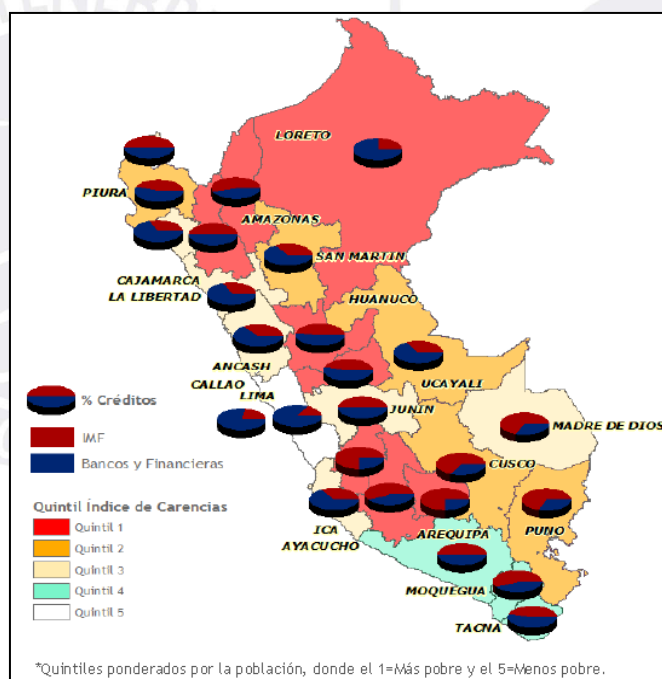 LORETO
PIURA
AMAZONAS
SAN MARTIN
CAJAMARCA
LA LIBERTAD
HUANUCO
ANCASH
UCAYALI
CALLAO
LIMA
JUNIN
MADRE DE DIOS
CUSCO
ICA
AYACUCHO
AREQUIPA
PUNO
MOQUEGUA
TACNA
% Créditos
IMF
Bancos y Financieras
Quintil Índice de Carencias
Quintil 1
Quintil 2
Quintil 3
Quintil 4
Quintil 5
*Quintiles ponderados por la población, donde el 1=Más pobre y el 5=Menos pobre.